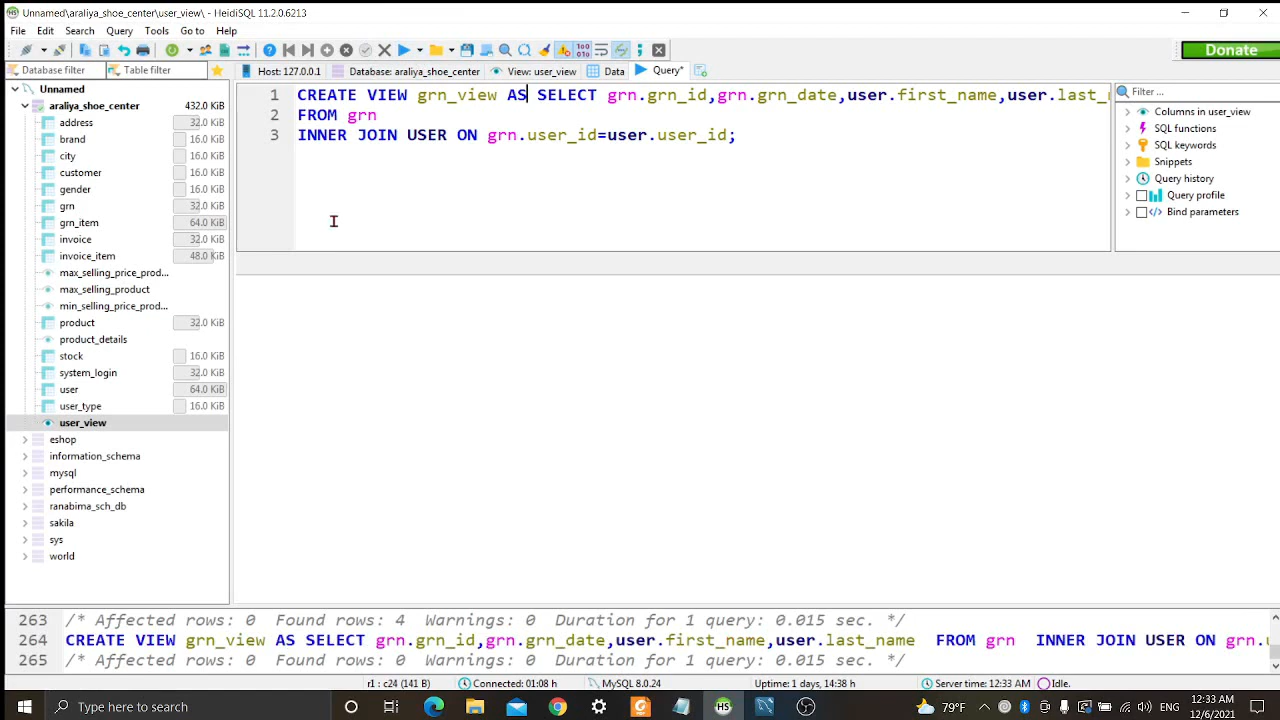 Unnamed\araliya_shoe_center\user_view\ - HeidiSQL 11.2.0.6213
File Edit Search Query Tools Go to Help
Donate
Database filter Table filter Host: 127.0.0.1 Database: araliya_shoe_center View: user_view Data Query*
Unnamed
araliya_shoe_center 432.0 KiB
address 32.0 KiB
brand 16.0 KiB
city 16.0 KiB
customer 16.0 KiB
gender 16.0 KiB
grn 32.0 KiB
grn_item 64.0 KiB
invoice 32.0 KiB
invoice_item 48.0 KiB
max_selling_price_prod...
max_selling_product
min_selling_price_prod...
product 32.0 KiB
product_details
stock 16.0 KiB
system_login 32.0 KiB
user 64.0 KiB
user_type 16.0 KiB
user_view
eshop
information_schema
mysql
performance_schema
ranabima_sch_db
sakila
sys
world
1 CREATE VIEW grn_view AS SELECT grn.grn_id,grn.grn_date,user.first_name,user.last_
2 FROM grn
3 INNER JOIN USER ON grn.user_id=user.user_id;
Filter ...
Columns in user_view
SQL functions
SQL keywords
Snippets
Query history
Query profile
Bind parameters
263 /* Affected rows: 0 Found rows: 4 Warnings: 0 Duration for 1 query: 0.015 sec. */
264 CREATE VIEW grn_view AS SELECT grn.grn_id,grn.grn_date,user.first_name,user.last_name FROM grn INNER JOIN USER ON grn.
265 /* Affected rows: 0 Found rows: 0 Warnings: 0 Duration for 1 query: 0.015 sec. */
r1 : c24 (141 B) Connected: 01:08 h MySQL 8.0.24 Uptime: 1 days, 14:38 h Server time: 12:33 AM Idle.
Type here to search 79°F 12:33 AM
12/6/2021